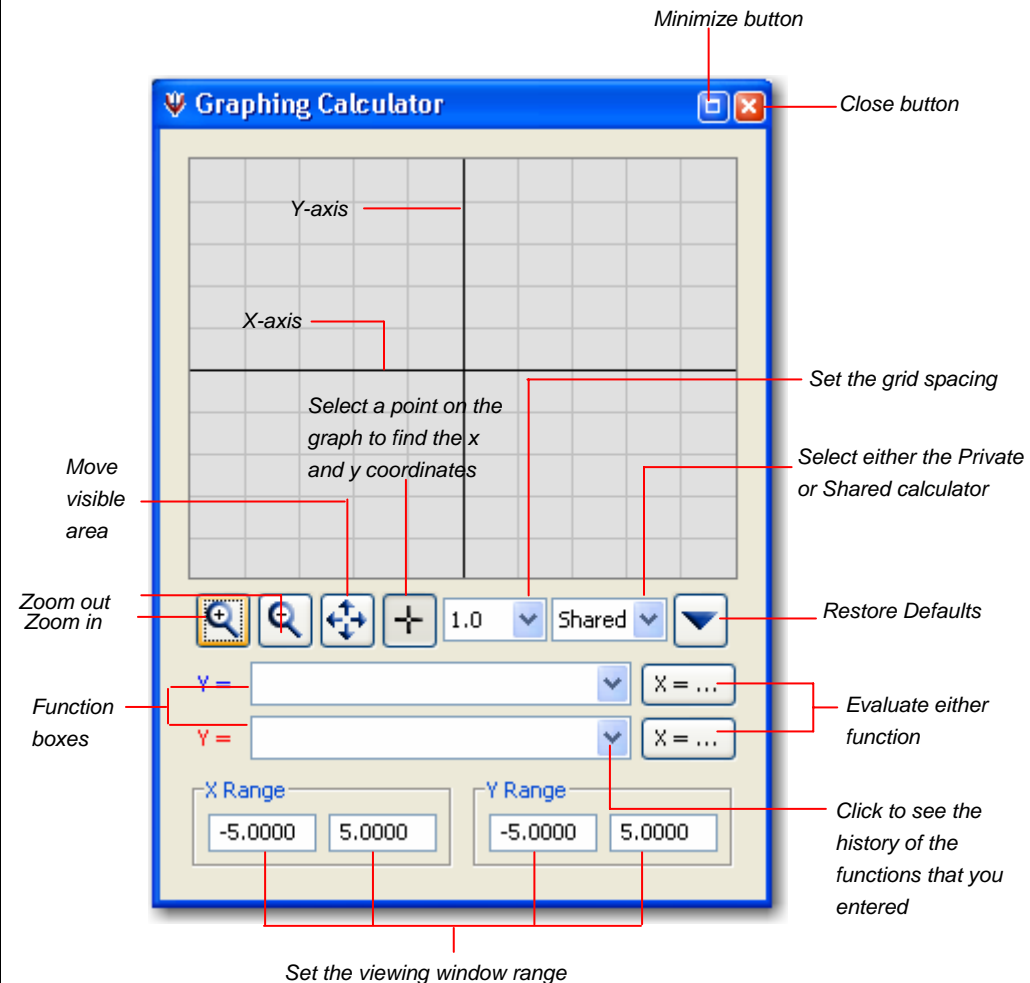 Minimize button
Graphing Calculator
Close button
Y-axis
X-axis
Set the grid spacing
Select a point on the
graph to find the x
and y coordinates
Select either the Private
or Shared calculator
Move
visible
area
Zoom out
Zoom in
1.0
Shared
Restore Defaults
Y =
X = ...
Function
boxes
Evaluate either
function
Y =
X = ...
X Range
-5.0000
5.0000
Y Range
-5.0000
5.0000
Click to see the
history of the
functions that you
entered
Set the viewing window range